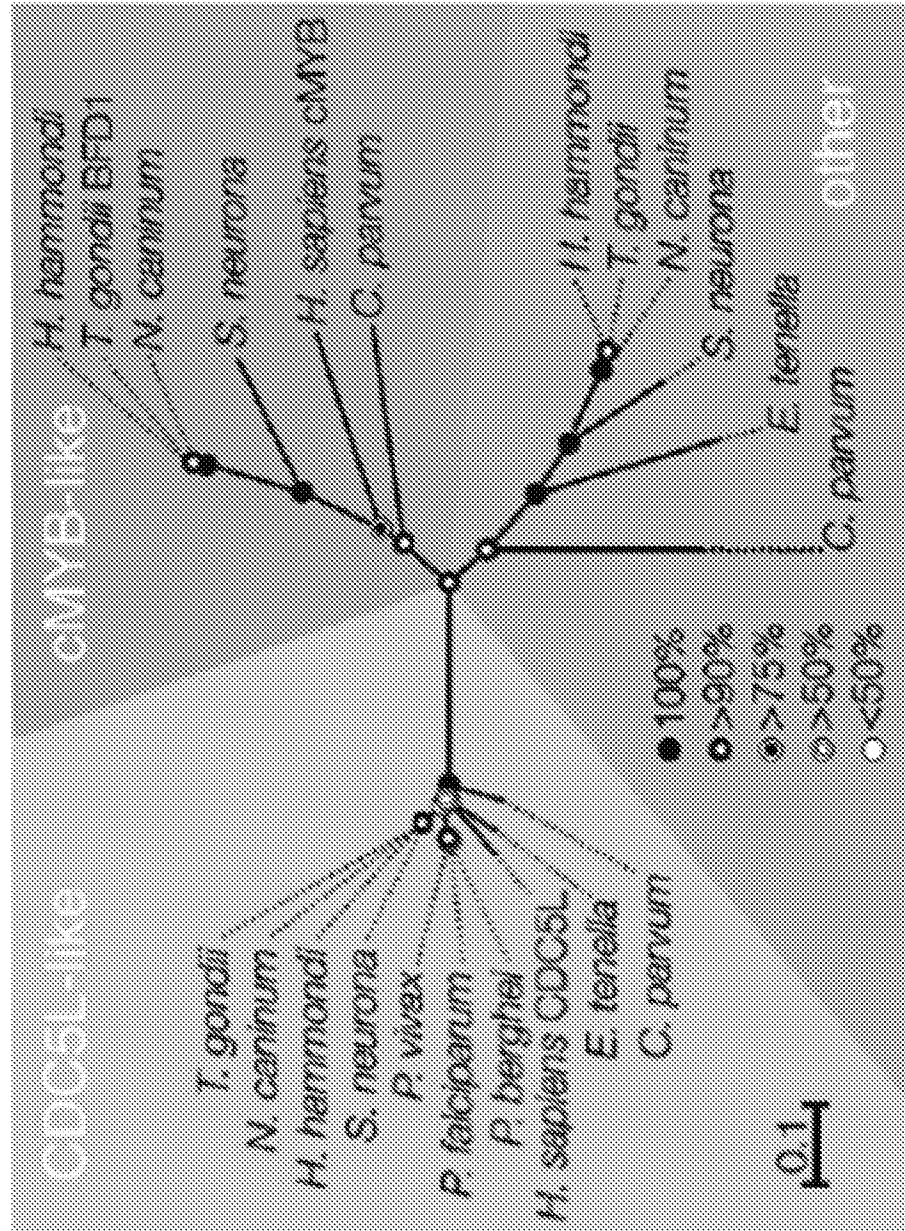 CDC5L-like
T. gondii
N. caninum
H. hammondi
S. neurona
P. vivax
P. falciparum
P. berghei
H. sapiens CDC5L
E. tenella
C. parvum
cMYB-like
H. hammondi
T. gondii BFD1
N. caninum
S. neurona
H. sapiens cMYB
C. parvum
other
H. hammondi
T. gondii
N. caninum
S. neurona
E. tenella
C. parvum
100%
>90%
>75%
>50%
<50%
0.1